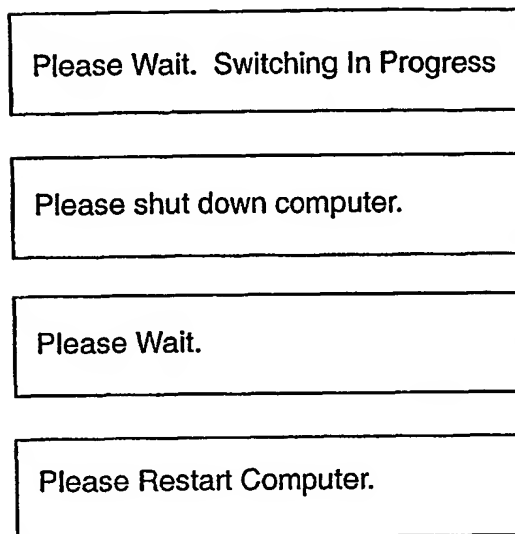 Please Wait. Switching In Progress
Please shut down computer.
Please Wait.
Please Restart Computer.